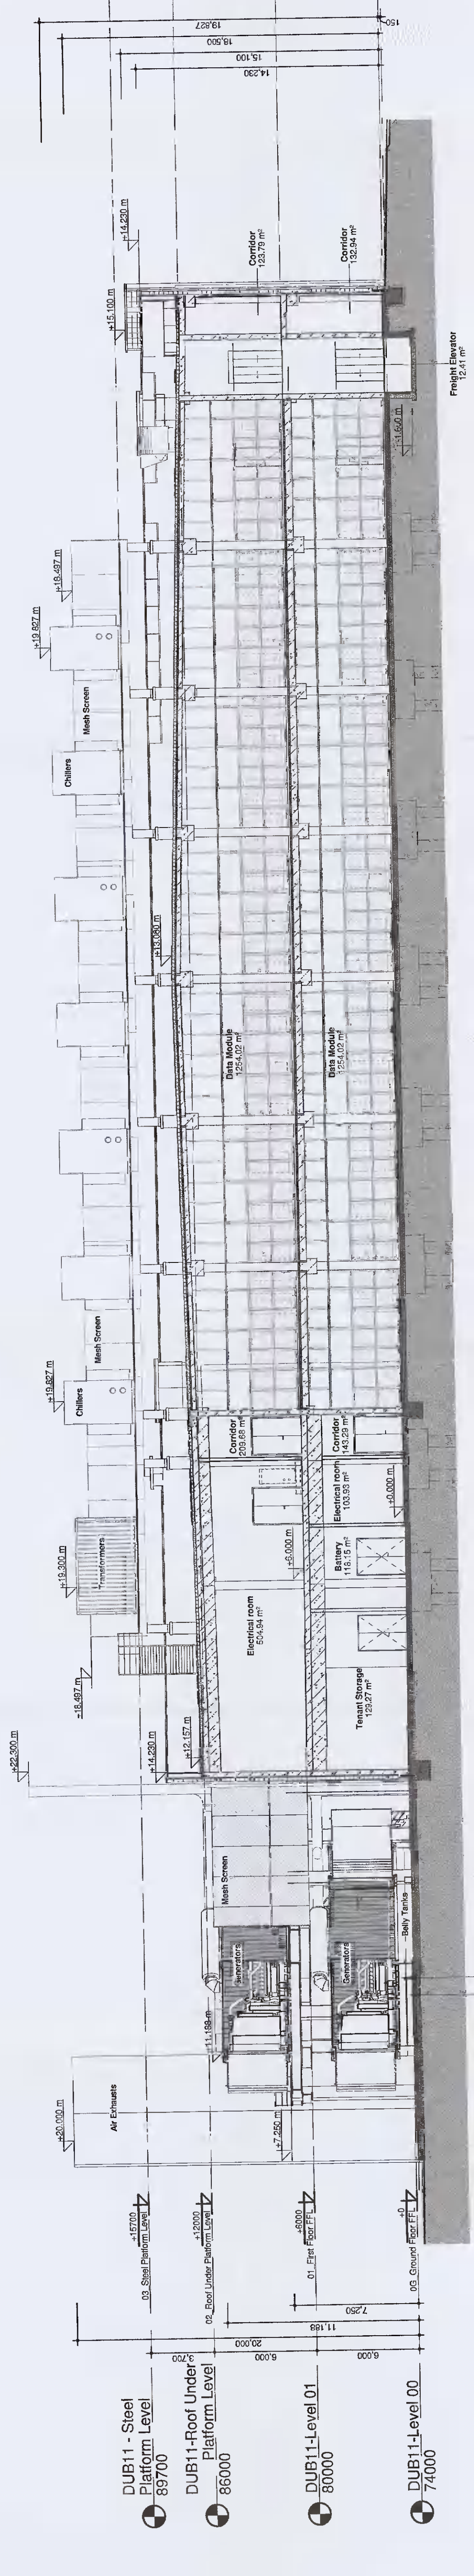 19,827
18,500
15,100
14,230
150
+14.230 m
+15.100 m
Corridor
123.79 m²
Corridor
132.94 m²
Freight Elevator
12.41 m²
+18.497 m
+19.827 m
Mesh Screen
Chillers
+13.080 m
Data Module
1254.02 m²
Data Module
1254.02 m²
Mesh Screen
+19.827 m
Chillers
Corridor
209.68 m²
Corridor
143.29 m²
Electrical room
103.93 m²
±0.000 m
+19.300 m
Transformers
+6.000 m
Battery
118.15 m²
Electrical room
504.94 m²
+18.497 m
Tenant Storage
129.27 m²
+22.300 m
+14.230 m
+12.157 m
Mesh Screen
Generators
Generators
Belly Tanks
+11.188 m
+20.000 m
Air Exhausts
+7.250 m
+15700
03_Steel Platform Level
+12000
02_Roof Under Platform Level
+6000
01_First Floor FFL
+0
0G_Ground Floor FFL
7,250
11,188
20,000
3,700
6,000
6,000
DUB11 - Steel
Platform Level
89700
DUB11-Roof Under
Platform Level
86000
DUB11-Level 01
80000
DUB11-Level 00
74000